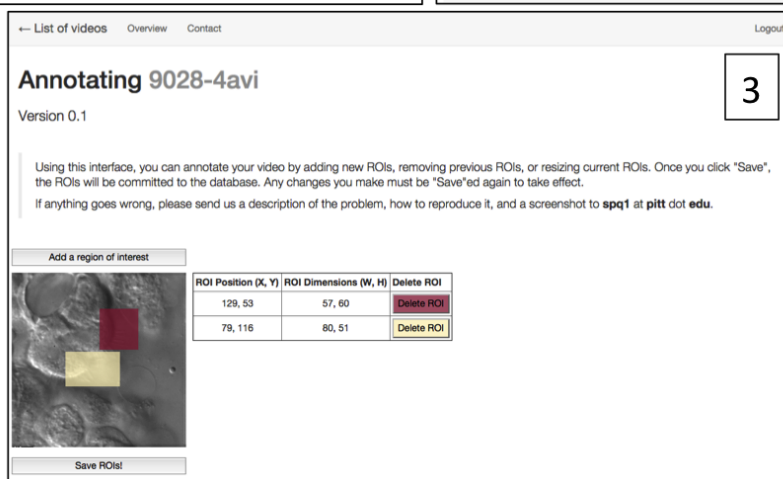 ← List of videos Overview Contact Logout
Annotating 9028-4avi
3
Version 0.1
Using this interface, you can annotate your video by adding new ROIs, removing previous ROIs, or resizing current ROIs. Once you click "Save",
the ROIs will be committed to the database. Any changes you make must be "Save"ed again to take effect.
If anything goes wrong, please send us a description of the problem, how to reproduce it, and a screenshot to spq1 at pitt dot edu.
Add a region of interest
ROI Position (X, Y) ROI Dimensions (W, H) Delete ROI
129, 53 57, 60 Delete ROI
79, 116 80, 51 Delete ROI
Save ROIs!